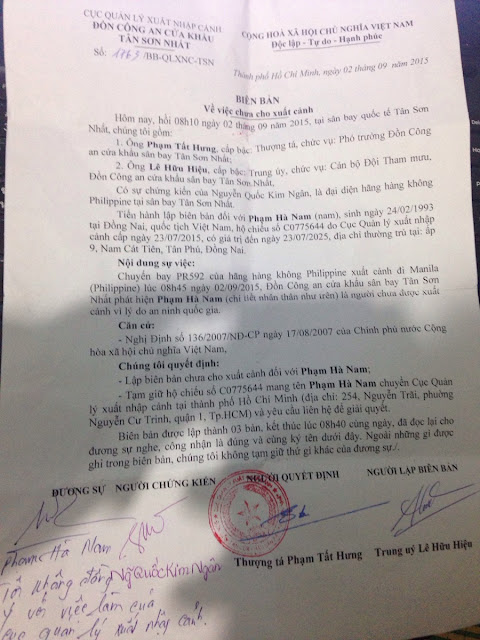 CỤC QUẢN LÝ XUẤT NHẬP CẢNH
ĐỒN CÔNG AN CỬA KHẨU
TÂN SƠN NHẤT
Số: 1763/BB-QLXNC-TSN
CỘNG HOÀ XÃ HỘI CHỦ NGHĨA VIỆT NAM
Độc lập - Tự do - Hạnh phúc
Thành phố Hồ Chí Minh, ngày 02 tháng 09 năm 2015
BIÊN BẢN
Về việc chưa cho xuất cảnh
Hôm nay, hồi 08h10 ngày 02 tháng 09 năm 2015, tại sân bay quốc tế Tân Sơn
Nhất, chúng tôi gồm:
1. Ông Phạm Tất Hưng, cấp bậc: Thượng tá, chức vụ: Phó trưởng Đồn Công
an cửa khẩu sân bay Tân Sơn Nhất.
2. Ông Lê Hữu Hiệu, cấp bậc: Trung úy, chức vụ: Cán bộ Đội Tham mưu,
Đồn Công an cửa khẩu sân bay Tân Sơn Nhất.
Có sự chứng kiến của Nguyễn Quốc Kim Ngân, là đại diện hãng hàng không
Philippine tại sân bay Tân Sơn Nhất.
Tiến hành lập biên bản đối với Phạm Hà Nam (nam), sinh ngày 24/02/1993
tại Đồng Nai, quốc tịch Việt Nam, hộ chiếu số C0775644 do Cục Quản lý xuất nhập
cảnh cấp ngày 23/07/2015, có giá trị đến ngày 23/07/2025, địa chỉ thường trú tại: ấp
9, Nam Cát Tiên, Tân Phú, Đồng Nai.
Nội dung sự việc:
Chuyến bay PR592 của hãng hàng không Philippine xuất cảnh đi Manila
(Philippine) lúc 08h45 ngày 02/09/2015, Đồn Công an cửa khẩu sân bay Tân Sơn
Nhất phát hiện Phạm Hà Nam (chi tiết nhân thân như trên) là người chưa được xuất
cảnh vì lý do an ninh quốc gia.
Căn cứ:
- Nghị Định số 136/2007/NĐ-CP ngày 17/08/2007 của Chính phủ nước Cộng
hòa xã hội chủ nghĩa Việt Nam,
Chúng tôi quyết định:
- Lập biên bản chưa cho xuất cảnh đối với Phạm Hà Nam;
- Tạm giữ hộ chiếu số C0775644 mang tên Phạm Hà Nam chuyển Cục Quản
lý xuất nhập cảnh tại thành phố Hồ Chí Minh (địa chỉ: 254, Nguyễn Trãi, phường
Nguyễn Cư Trinh, quận 1, Tp.HCM) và yêu cầu liên hệ để giải quyết.
Biên bản được lập thành 03 bản, kết thúc lúc 08h40 cùng ngày, đã đọc lại cho
đương sự nghe, công nhận là đúng và cùng ký tên dưới đây. Ngoài những gì được
ghi trong biên bản, chúng tôi không tạm giữ thứ gì khác của đương sự./.
ĐƯƠNG SỰ NGƯỜI CHỨNG KIẾN NGƯỜI QUYẾT ĐỊNH NGƯỜI LẬP BIÊN BẢN
Phạm Hà Nam
Ng Quốc Kim Ngân
Thượng tá Phạm Tất Hưng Trung uý Lê Hữu Hiệu
Tôi không đồng
ý với việc làm của
cục quản lý xuất nhập cảnh.